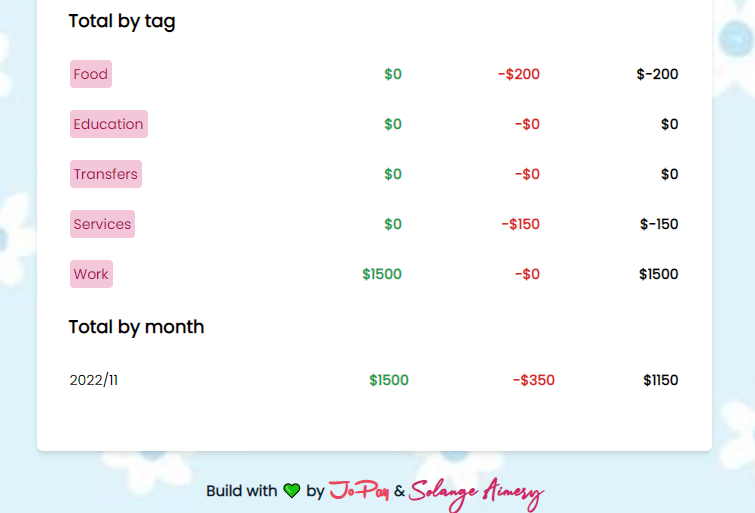 Total by tag
Food $0 -$200 $-200
Education $0 -$0 $0
Transfers $0 -$0 $0
Services $0 -$150 $-150
Work $1500 -$0 $1500
Total by month
2022/11 $1500 -$350 $1150
Build with 💚 by JoPay & Solange Aimery